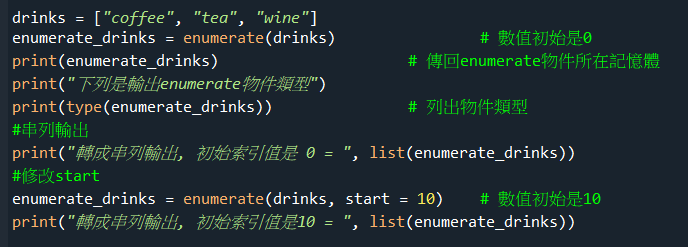 drinks = ["coffee", "tea", "wine"]
enumerate_drinks = enumerate(drinks) # 數值初始是0
print(enumerate_drinks) # 傳回enumerate物件所在記憶體
print("下列是輸出enumerate物件類型")
print(type(enumerate_drinks)) # 列出物件類型
#串列輸出
print("轉成串列輸出, 初始索引值是 0 = ", list(enumerate_drinks))
#修改start
enumerate_drinks = enumerate(drinks, start = 10) # 數值初始是10
print("轉成串列輸出, 初始索引值是10 = ", list(enumerate_drinks))